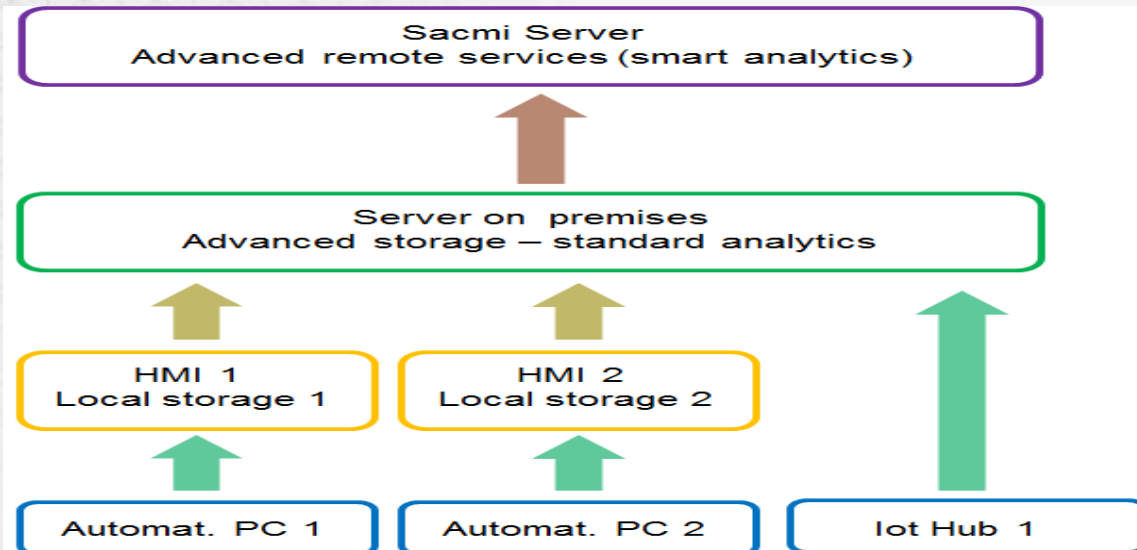 Sacmi Server
Advanced remote services (smart analytics)
Server on premises
Advanced storage – standard analytics
HMI 1
Local storage 1
HMI 2
Local storage 2
Automat. PC 1
Automat. PC 2
Iot Hub 1